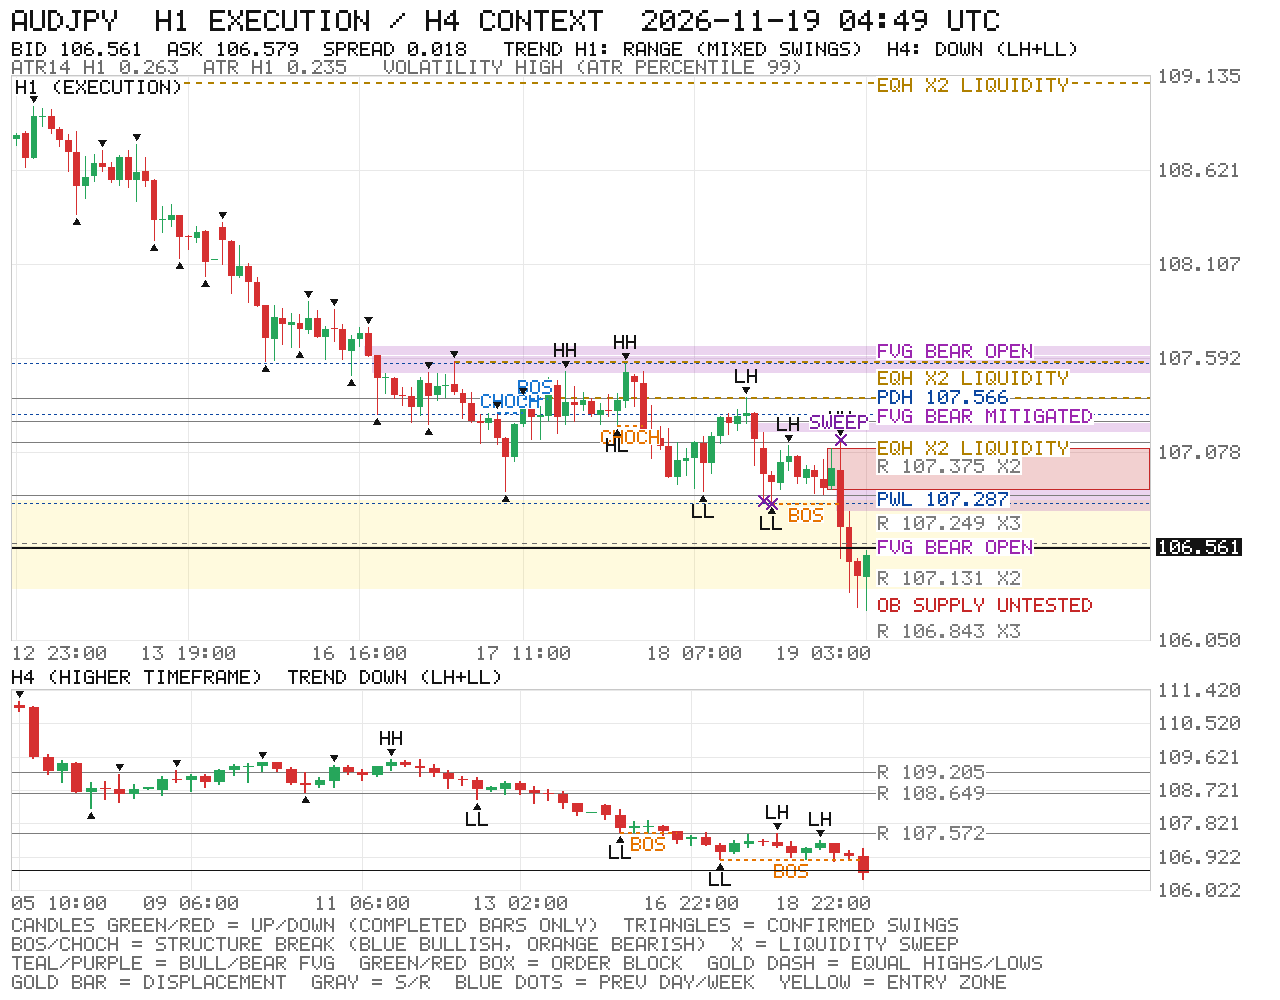 AUDJPY  H1 EXECUTION / H4 CONTEXT  2026-11-19 04:49 UTC
BID 106.561  ASK 106.579  SPREAD 0.018  TREND H1: RANGE (MIXED SWINGS)  H4: DOWN (LH+LL)
ATR14 H1 0.263  ATR H1 0.235  VOLATILITY HIGH (ATR PERCENTILE 99)
109.135
H1 (EXECUTION)
EQH X2 LIQUIDITY
108.621
108.107
HH
HH
FVG BEAR OPEN
107.592
LH
EQH X2 LIQUIDITY
BOS
PDH 107.566
CHOCH
LH
SWEEP
FVG BEAR MITIGATED
CHOCH
HL
EQH X2 LIQUIDITY
107.078
R 107.375 X2
PWL 107.287
LL
LL
BOS
R 107.249 X3
FVG BEAR OPEN
106.561
R 107.131 X2
OB SUPPLY UNTESTED
R 106.843 X3
106.050
12 23:00  13 19:00  16 16:00  17 11:00  18 07:00  19 03:00
H4 (HIGHER TIMEFRAME)  TREND DOWN (LH+LL)
111.420
110.520
HH
109.621
R 109.205
108.721
R 108.649
LL
LH
LH
107.821
R 107.572
LL
BOS
106.922
BOS
LL
106.022
05 10:00  09 06:00  11 06:00  13 02:00  16 22:00  18 22:00
CANDLES GREEN/RED = UP/DOWN (COMPLETED BARS ONLY)  TRIANGLES = CONFIRMED SWINGS
BOS/CHOCH = STRUCTURE BREAK (BLUE BULLISH, ORANGE BEARISH)  X = LIQUIDITY SWEEP
TEAL/PURPLE = BULL/BEAR FVG  GREEN/RED BOX = ORDER BLOCK  GOLD DASH = EQUAL HIGHS/LOWS
GOLD BAR = DISPLACEMENT  GRAY = S/R  BLUE DOTS = PREV DAY/WEEK  YELLOW = ENTRY ZONE